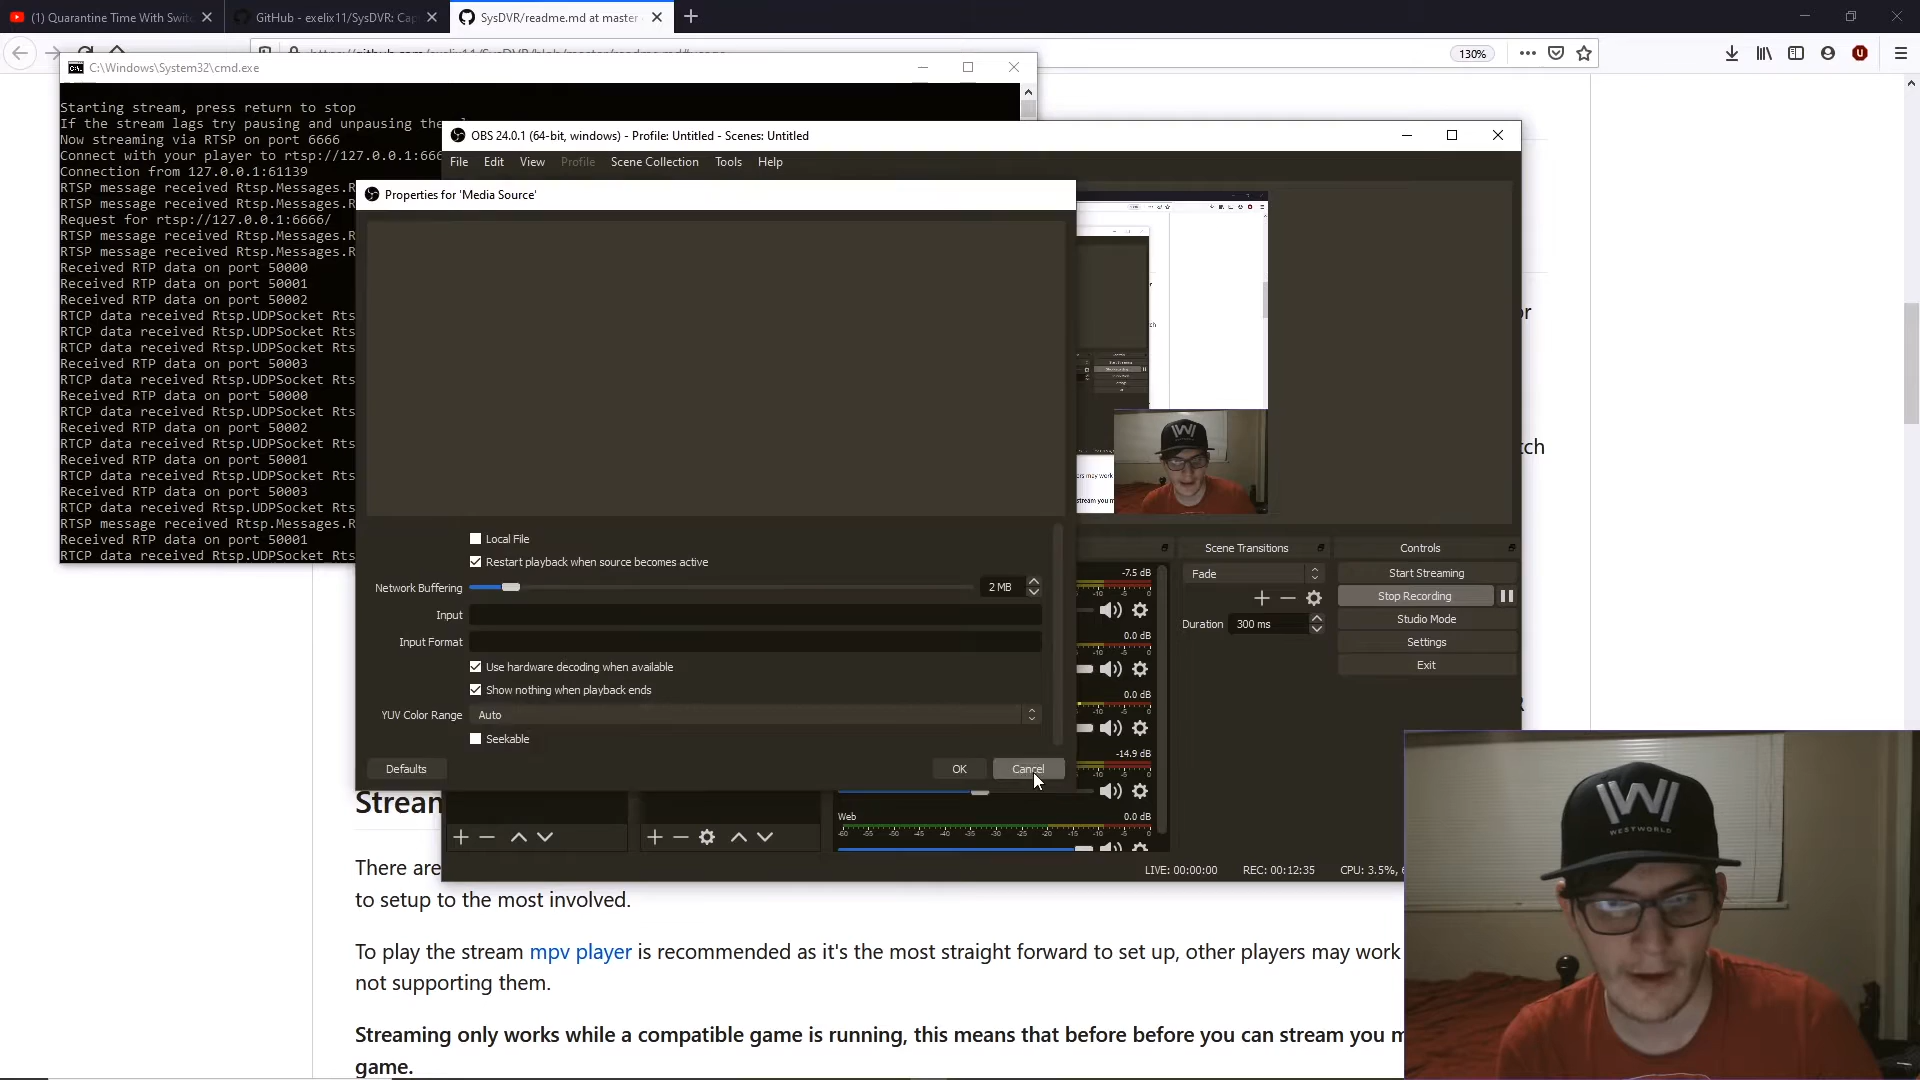 (1) Quarantine Time With Switc
GitHub - exelix11/SysDVR: Cap
SysDVR/readme.md at master
130%
C:\Windows\System32\cmd.exe
Starting stream, press return to stop
If the stream lags try pausing and unpausing the
Now streaming via RTSP on port 6666
Connect with your player to rtsp://127.0.0.1:666
Connection from 127.0.0.1:61139
RTSP message received Rtsp.Messages.R
RTSP message received Rtsp.Messages.R
Request for rtsp://127.0.0.1:6666/
RTSP message received Rtsp.Messages.R
RTSP message received Rtsp.Messages.R
Received RTP data on port 50000
Received RTP data on port 50001
Received RTP data on port 50002
RTCP data received Rtsp.UDPSocket Rts
RTCP data received Rtsp.UDPSocket Rts
RTCP data received Rtsp.UDPSocket Rts
Received RTP data on port 50003
RTCP data received Rtsp.UDPSocket Rts
Received RTP data on port 50000
RTCP data received Rtsp.UDPSocket Rts
Received RTP data on port 50002
RTCP data received Rtsp.UDPSocket Rts
Received RTP data on port 50001
RTCP data received Rtsp.UDPSocket Rts
Received RTP data on port 50003
RTCP data received Rtsp.UDPSocket Rts
RTSP message received Rtsp.Messages.R
Received RTP data on port 50001
RTCP data received Rtsp.UDPSocket Rts
OBS 24.0.1 (64-bit, windows) - Profile: Untitled - Scenes: Untitled
File Edit View Profile Scene Collection Tools Help
Properties for 'Media Source'
Local File
Restart playback when source becomes active
Network Buffering 2 MB
Input
Input Format
Use hardware decoding when available
Show nothing when playback ends
YUV Color Range Auto
Seekable
Defaults OK Cancel
-7.5 dB
0.0 dB
0.0 dB
-14.9 dB
Web 0.0 dB
Scene Transitions
Fade
Duration 300 ms
Controls
Start Streaming
Stop Recording
Studio Mode
Settings
Exit
LIVE: 00:00:00 REC: 00:12:35 CPU: 3.5%, 6
or
tch
Stream
There are
to setup to the most involved.
To play the stream mpv player is recommended as it's the most straight forward to set up, other players may work
not supporting them.
Streaming only works while a compatible game is running, this means that before before you can stream you m
game.
WESTWORLD